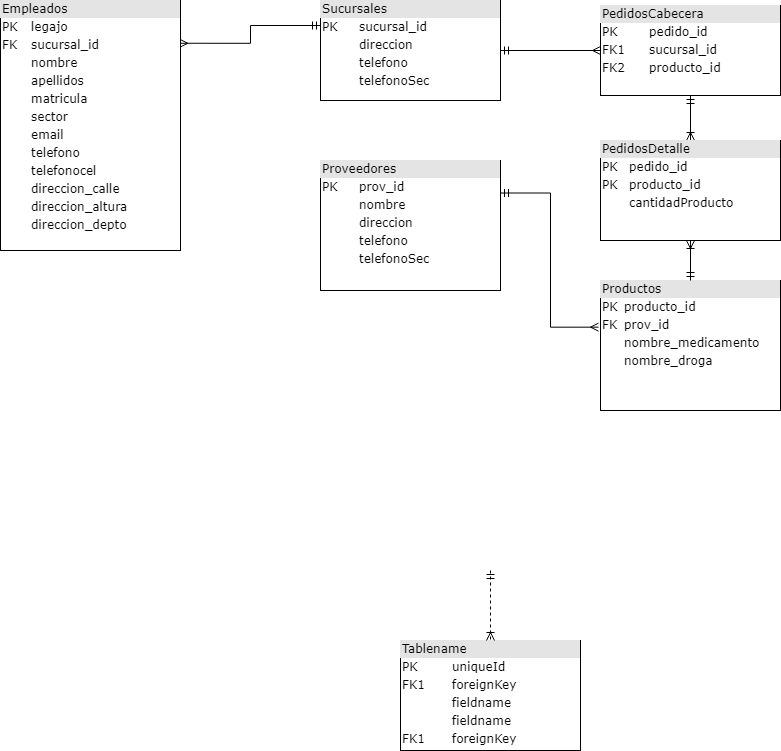 Empleados
PK legajo
FK sucursal_id
nombre
apellidos
matricula
sector
email
telefono
telefonocel
direccion_calle
direccion_altura
direccion_depto
Sucursales
PK sucursal_id
direccion
telefono
telefonoSec
PedidosCabecera
PK pedido_id
FK1 sucursal_id
FK2 producto_id
Proveedores
PK prov_id
nombre
direccion
telefono
telefonoSec
PedidosDetalle
PK pedido_id
PK producto_id
cantidadProducto
Productos
PK producto_id
FK prov_id
nombre_medicamento
nombre_droga
Tablename
PK uniqueId
FK1 foreignKey
fieldname
fieldname
FK1 foreignKey